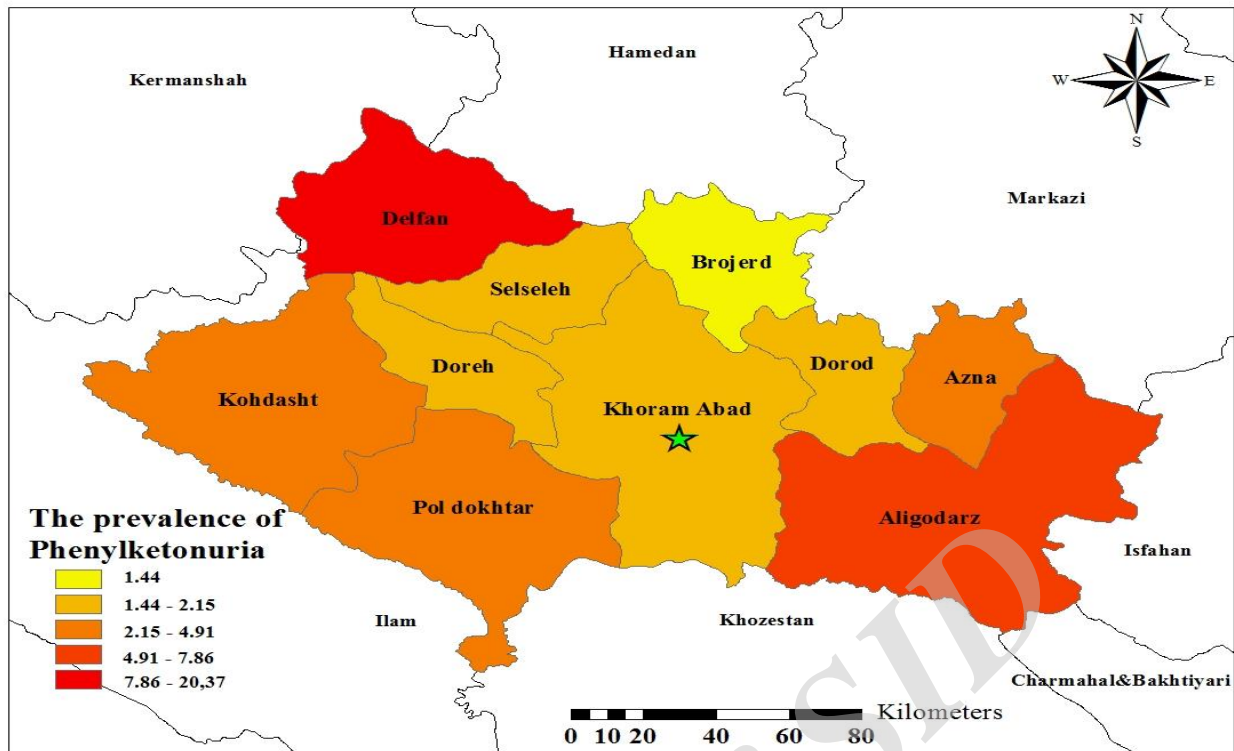 N
Hamedan
Kermanshah
W E
S
Markazi
Delfan
Brojerd
Selseleh
Doreh
Dorod
Azna
Kohdasht
Khoram Abad
Pol dokhtar
Aligodarz
The prevalence of
Phenylketonuria
1.44
1.44 - 2.15
2.15 - 4.91
4.91 - 7.86
7.86 - 20,37
Isfahan
Ilam
Khozestan
Charmahal&Bakhtiyari
Kilometers
0 10 20 40 60 80
SID